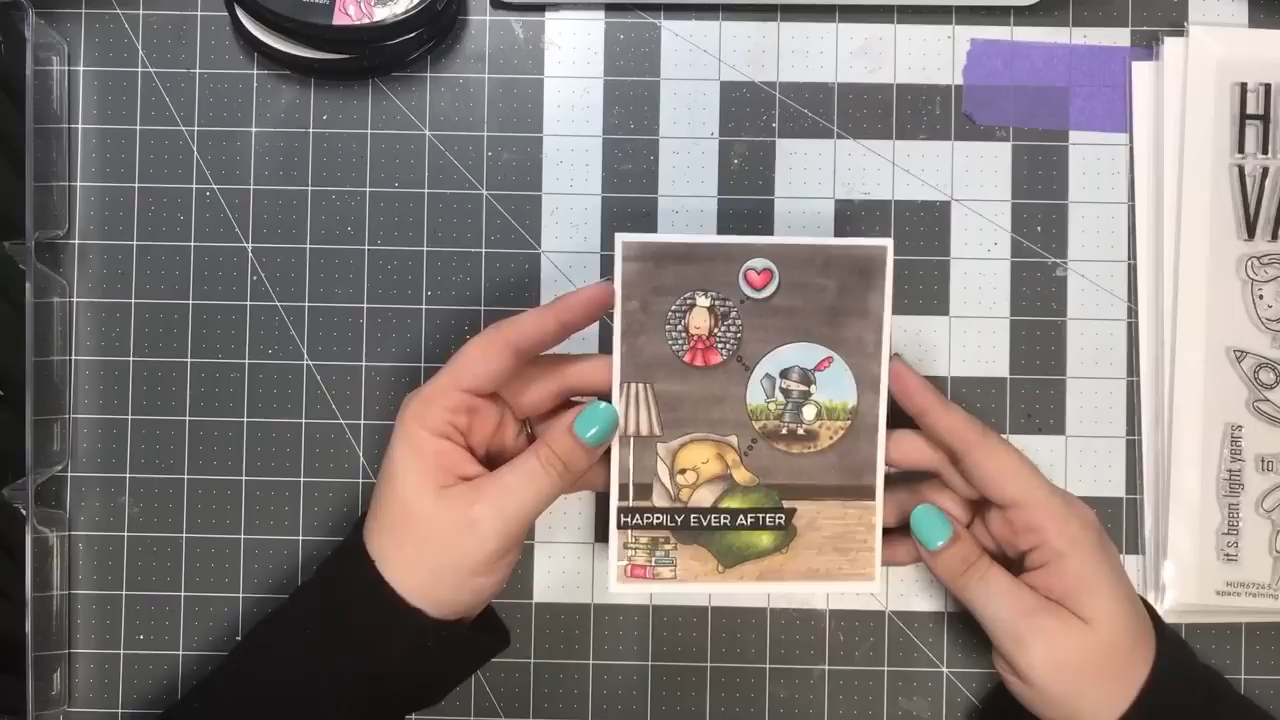 HAPPILY EVER AFTER
H
it's been light years
to
HUR67265
space training